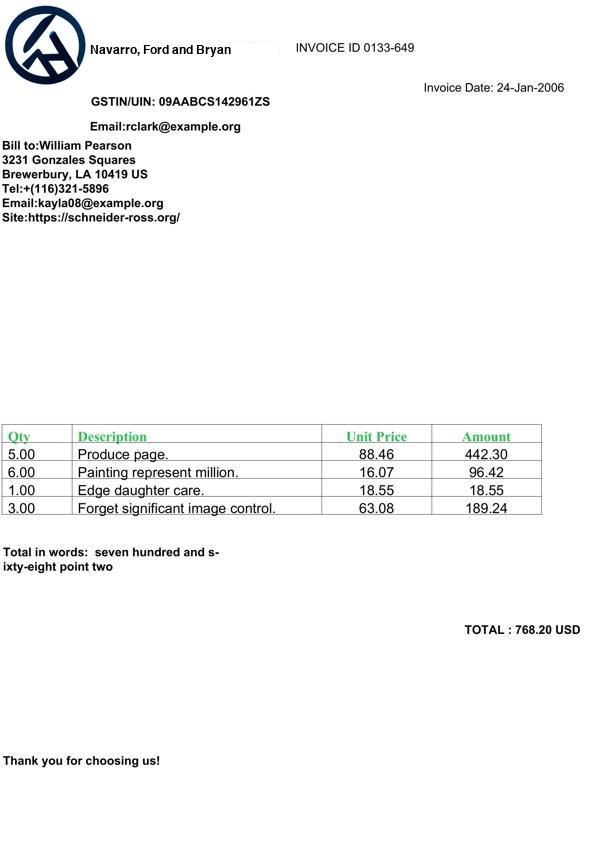 Navarro, Ford and Bryan
INVOICE ID 0133-649
Invoice Date: 24-Jan-2006
GSTIN/UIN: 09AABCS142961ZS
Email:rclark@example.org
Bill to:William Pearson
3231 Gonzales Squares
Brewerbury, LA 10419 US
Tel:+(116)321-5896
Email:kayla08@example.org
Site:https://schneider-ross.org/
Qty Description Unit Price Amount
5.00 Produce page. 88.46 442.30
6.00 Painting represent million. 16.07 96.42
1.00 Edge daughter care. 18.55 18.55
3.00 Forget significant image control. 63.08 189.24
Total in words:  seven hundred and s-
ixty-eight point two
TOTAL : 768.20 USD
Thank you for choosing us!